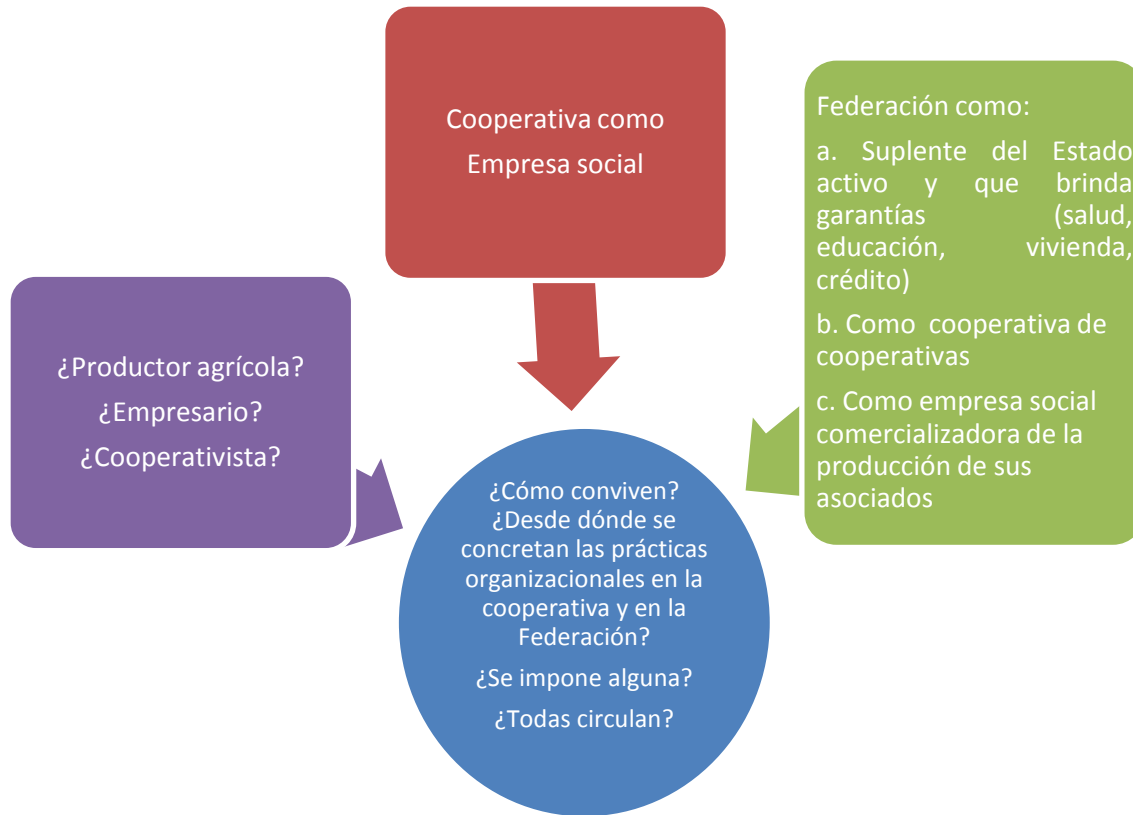 Cooperativa como
Empresa social
Federación como:
a. Suplente del Estado
activo y que brinda
garantías (salud,
educación, vivienda,
crédito)
b. Como cooperativa de
cooperativas
c. Como empresa social
comercializadora de la
producción de sus
asociados
¿Productor agrícola?
¿Empresario?
¿Cooperativista?
¿Cómo conviven?
¿Desde dónde se
concretan las prácticas
organizacionales en la
cooperativa y en la
Federación?
¿Se impone alguna?
¿Todas circulan?